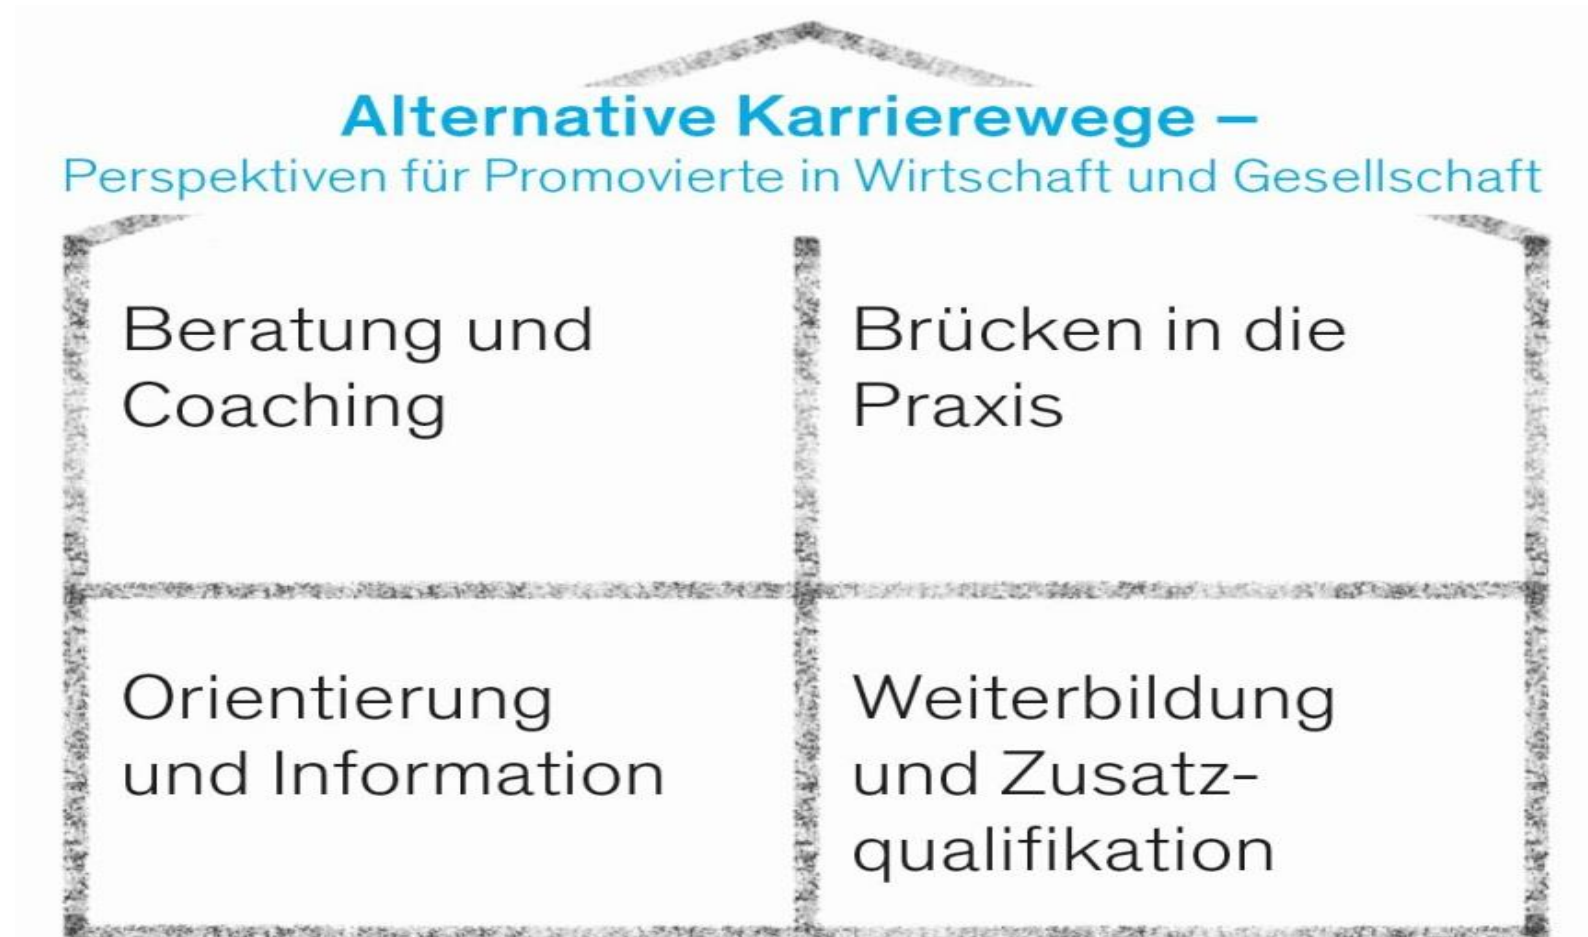 Alternative Karrierewege –
Perspektiven für Promovierte in Wirtschaft und Gesellschaft
Beratung und
Coaching
Brücken in die
Praxis
Orientierung
und Information
Weiterbildung
und Zusatz-
qualifikation